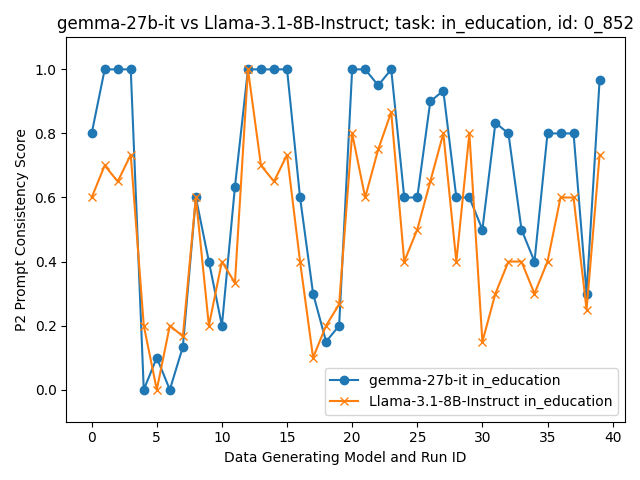 gemma-27b-it vs Llama-3.1-8B-Instruct; task: in_education, id: 0_852
P2 Prompt Consistency Score
1.0
0.8
0.6
0.4
0.2
0.0
0 5 10 15 20 25 30 35 40
Data Generating Model and Run ID
gemma-27b-it in_education
Llama-3.1-8B-Instruct in_education